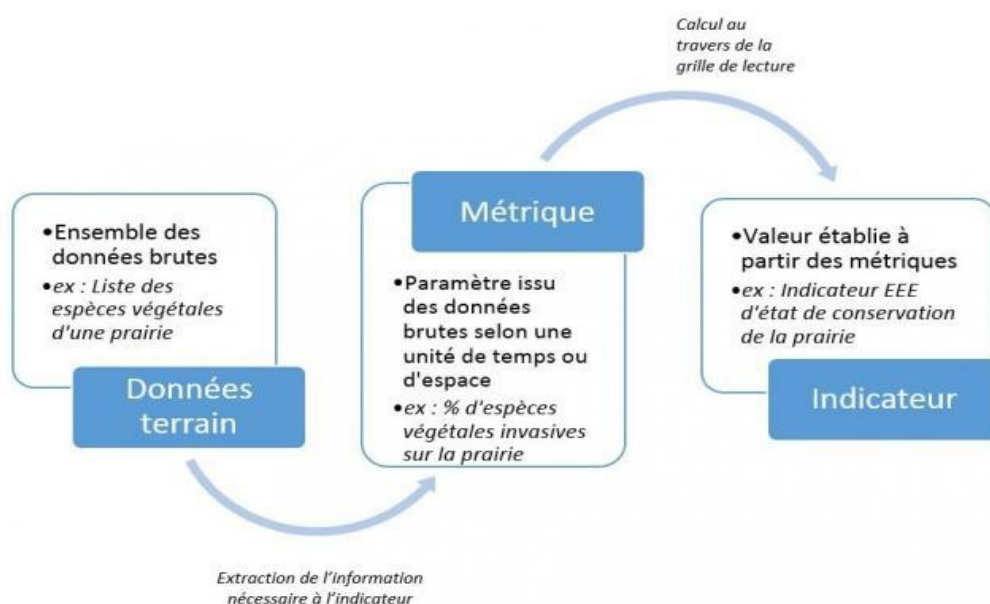 Calcul au
travers de la
grille de lecture
•Ensemble des
données brutes
•ex : Liste des
espèces végétales
d'une prairie
Données
terrain
Extraction de l'information
nécessaire à l'indicateur
Métrique
•Paramètre issu
des données
brutes selon une
unité de temps ou
d'espace
•ex : % d'espèces
végétales invasives
sur la prairie
•Valeur établie à
partir des métriques
•ex : Indicateur EEE
d'état de conservation
de la prairie
Indicateur